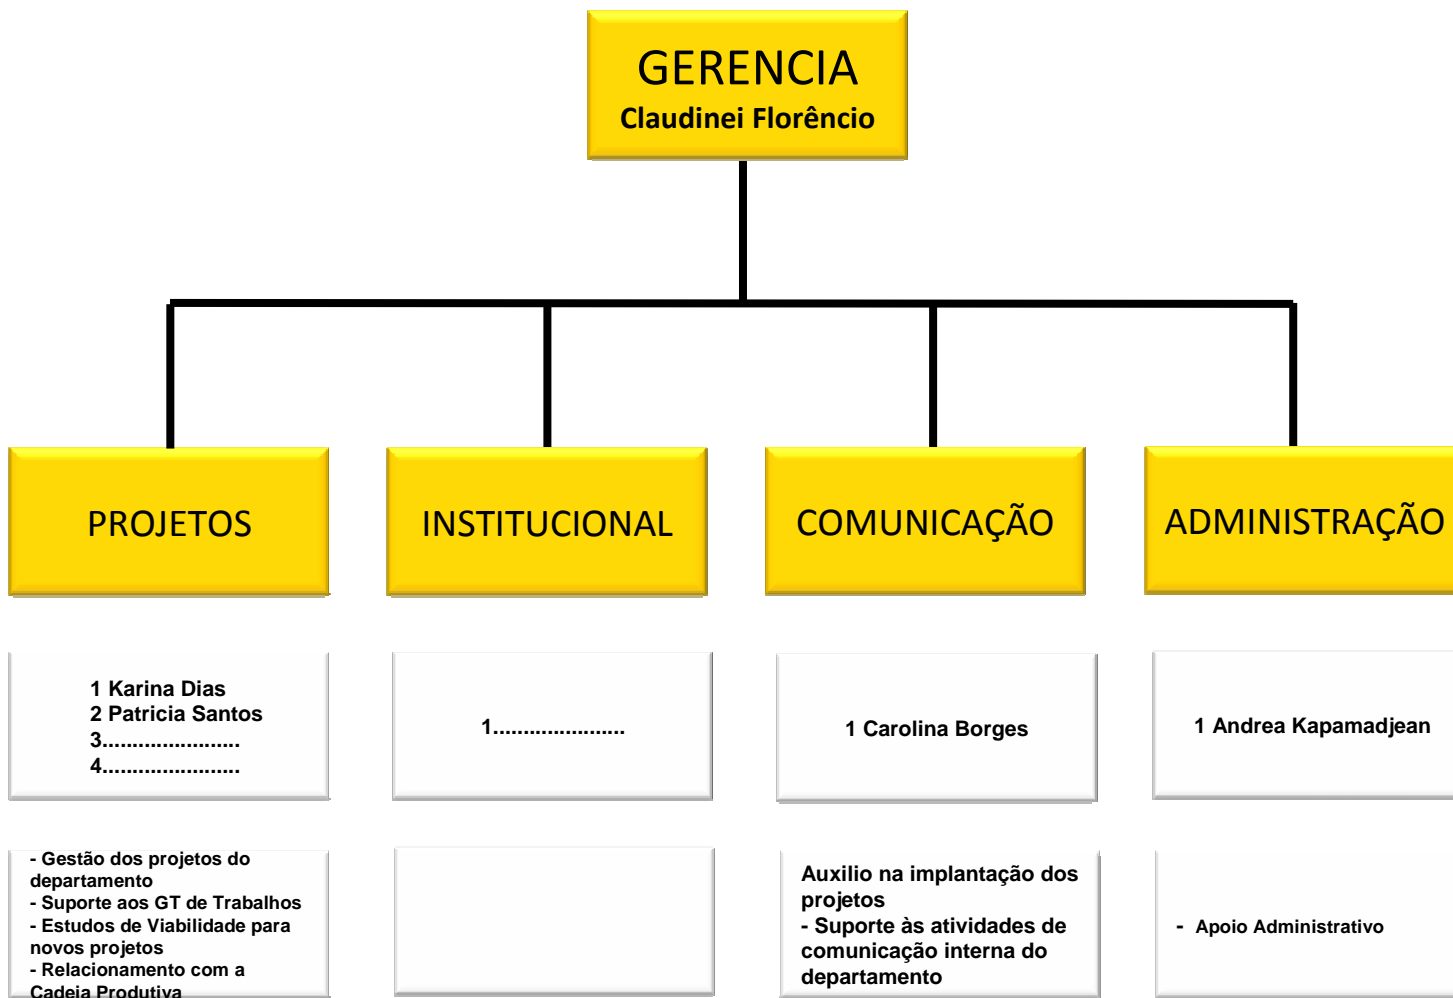 GERENCIA
Claudinei Florêncio
PROJETOS
INSTITUCIONAL
COMUNICAÇÃO
ADMINISTRAÇÃO
1 Karina Dias
2 Patricia Santos
3.......................
4.......................
1......................
1 Carolina Borges
1 Andrea Kapamadjean
- Gestão dos projetos do
departamento
- Suporte aos GT de Trabalhos
- Estudos de Viabilidade para
novos projetos
- Relacionamento com a
Cadeia Produtiva
Auxilio na implantação dos
projetos
- Suporte às atividades de
comunicação interna do
departamento
- Apoio Administrativo